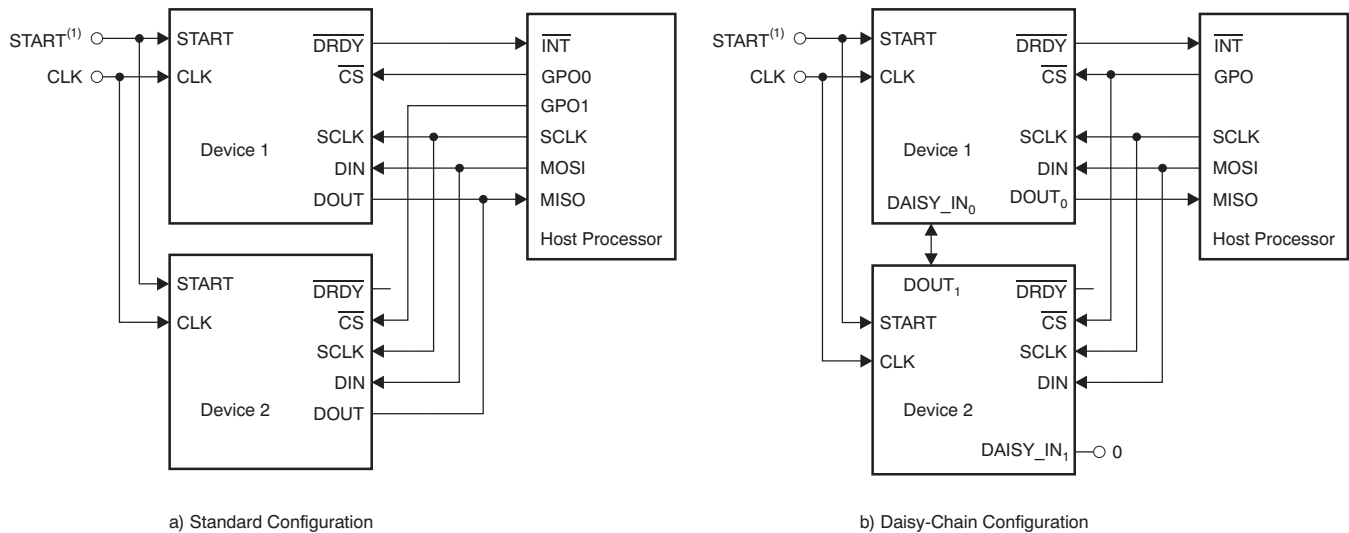 START(1)
CLK
START
CLK
Device 1
DRDY
CS
SCLK
DIN
DOUT
INT
GPO0
GPO1
SCLK
MOSI
MISO
Host Processor
START
CLK
Device 2
DRDY
CS
SCLK
DIN
DOUT
a) Standard Configuration
START(1)
CLK
START
CLK
Device 1
DAISY_IN0
DRDY
CS
SCLK
DIN
DOUT0
INT
GPO
SCLK
MOSI
MISO
Host Processor
DOUT1
START
CLK
Device 2
DRDY
CS
SCLK
DIN
DAISY_IN1
0
b) Daisy-Chain Configuration